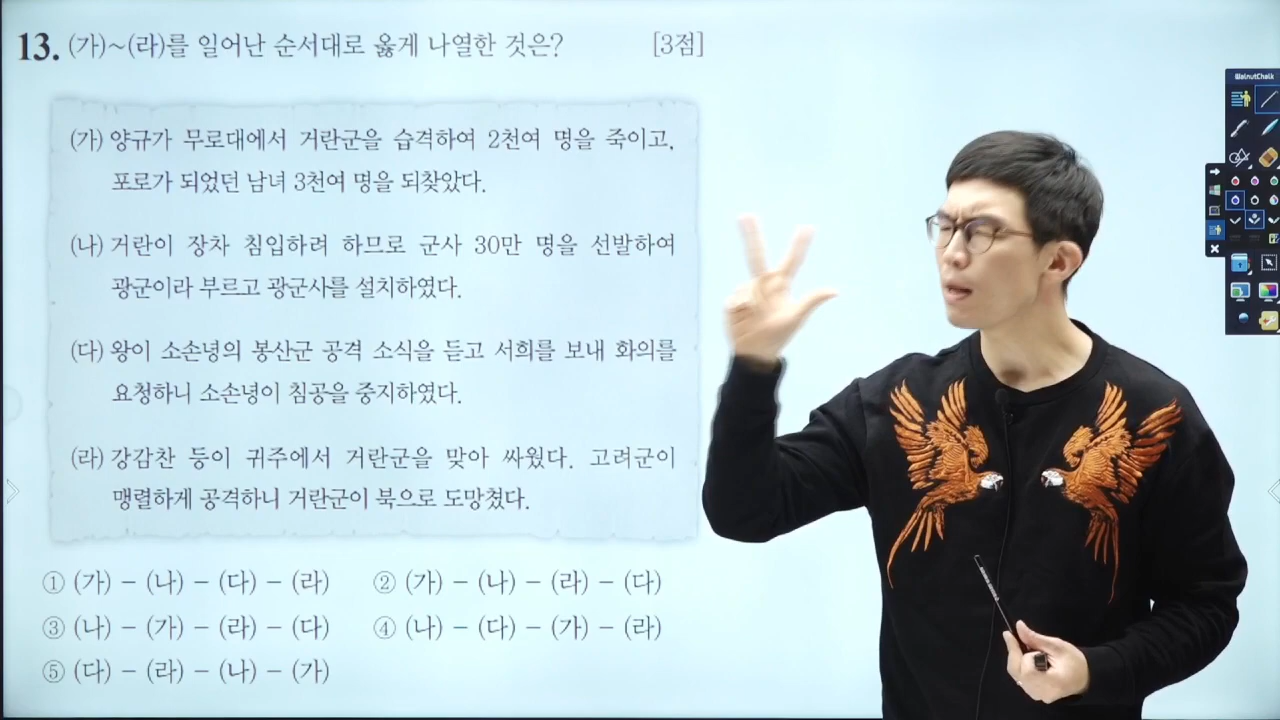 13. (가)~(라)를 일어난 순서대로 옳게 나열한 것은? [3점]
(가) 양규가 무로대에서 거란군을 습격하여 2천여 명을 죽이고,
포로가 되었던 남녀 3천여 명을 되찾았다.
(나) 거란이 장차 침입하려 하므로 군사 30만 명을 선발하여
광군이라 부르고 광군사를 설치하였다.
(다) 왕이 소손녕의 봉산군 공격 소식을 듣고 서희를 보내 화의를
요청하니 소손녕이 침공을 중지하였다.
(라) 강감찬 등이 귀주에서 거란군을 맞아 싸웠다. 고려군이
맹렬하게 공격하니 거란군이 북으로 도망쳤다.
① (가) - (나) - (다) - (라) ② (가) - (나) - (라) - (다)
③ (나) - (가) - (라) - (다) ④ (나) - (다) - (가) - (라)
⑤ (다) - (라) - (나) - (가)
WalnutChalk